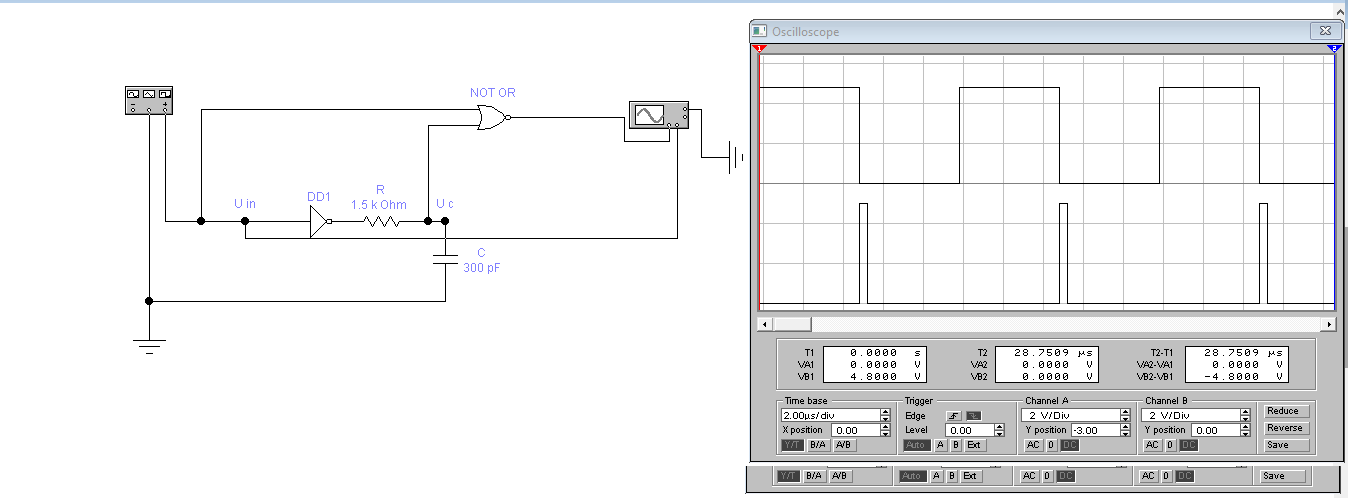 Oscilloscope
1
2
NOT OR
U in
DD1
R
1.5 k Ohm
U c
C
300 pF
T1 0.0000 s
VA1 0.0000 V
VB1 4.8000 V
T2 28.7509 µs
VA2 0.0000 V
VB2 0.0000 V
T2-T1 28.7509 µs
VA2-VA1 0.0000 V
VB2-VB1 -4.8000 V
Time base
2.00µs/div
X position 0.00
Y/T B/A A/B
Trigger
Edge
Level 0.00
Auto A B Ext
Channel A
2 V/Div
Y position -3.00
AC 0 DC
Channel B
2 V/Div
Y position 0.00
AC 0 DC
Reduce
Reverse
Save
Y/T B/A A/B Auto A B Ext AC 0 DC AC 0 DC Save